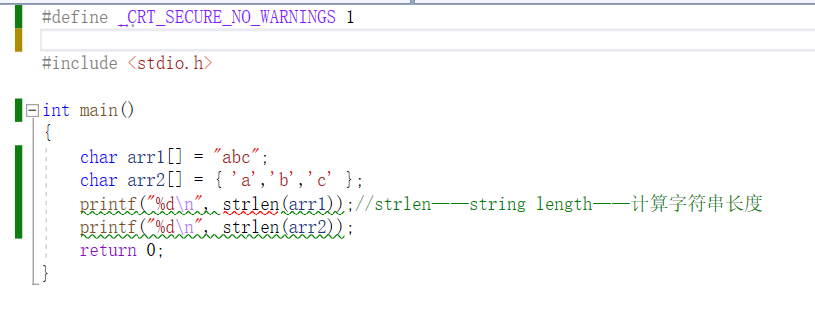 #define _CRT_SECURE_NO_WARNINGS 1
#include <stdio.h>
int main()
{
char arr1[] = "abc";
char arr2[] = { 'a','b','c' };
printf("%d\n", strlen(arr1));//strlen——string length——计算字符串长度
printf("%d\n", strlen(arr2));
return 0;
}